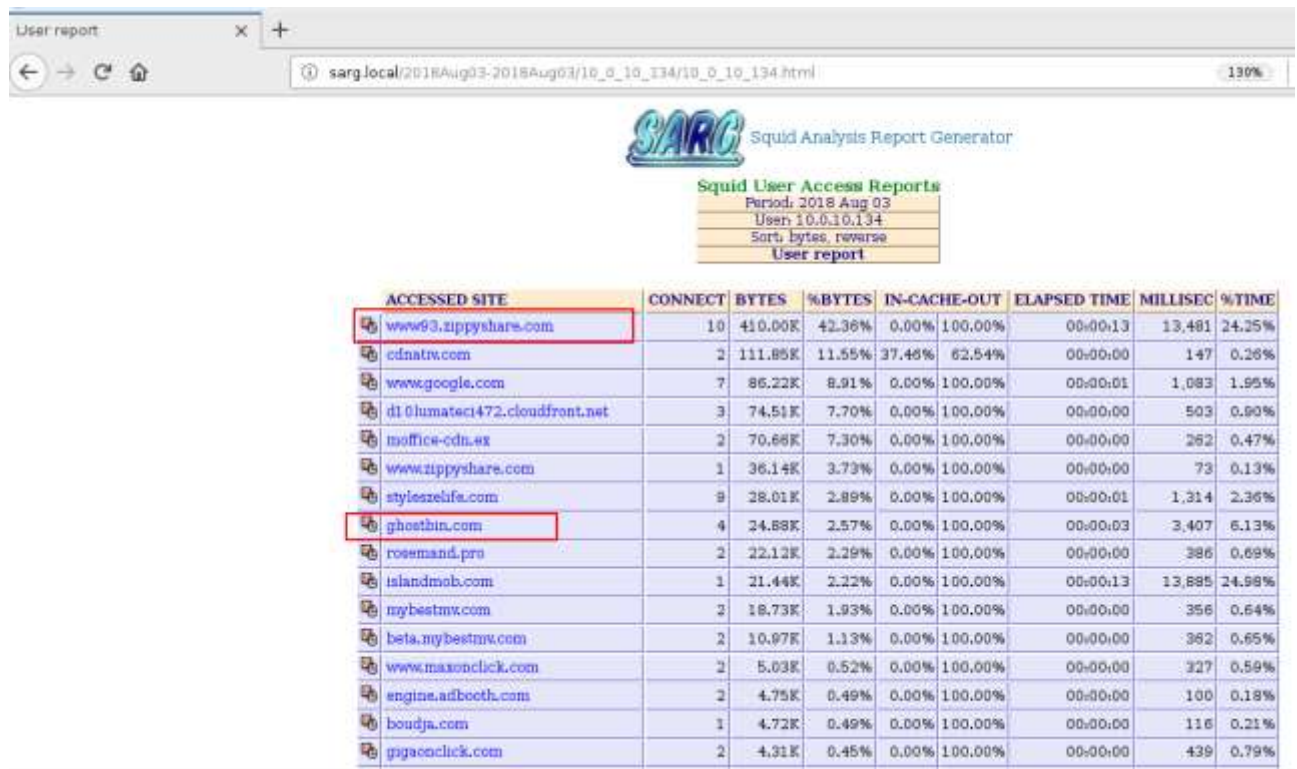 User report
sarg.local/2018Aug03-2018Aug03/10_0_10_134/10_0_10_134.html 130%
SARG Squid Analysis Report Generator
Squid User Access Reports
Period: 2018 Aug 03
User: 10.0.10.134
Sort: bytes, reverse
User report
ACCESSED SITE CONNECT BYTES %BYTES IN-CACHE-OUT ELAPSED TIME MILLISEC %TIME
www93.zippyshare.com 10 410.00K 42.36% 0.00% 100.00% 00:00:13 13,481 24.25%
cdnatrv.com 2 111.85K 11.55% 37.46% 62.54% 00:00:00 147 0.26%
www.google.com 7 86.22K 8.91% 0.00% 100.00% 00:00:01 1,083 1.95%
d10lumateci472.cloudfront.net 3 74.51K 7.70% 0.00% 100.00% 00:00:00 503 0.90%
moffice-cdn.ex 2 70.66K 7.30% 0.00% 100.00% 00:00:00 262 0.47%
www.zippyshare.com 1 36.14K 3.73% 0.00% 100.00% 00:00:00 73 0.13%
styleszelife.com 9 28.01K 2.89% 0.00% 100.00% 00:00:01 1,314 2.36%
ghostbin.com 4 24.88K 2.57% 0.00% 100.00% 00:00:03 3,407 6.13%
rosemand.pro 2 22.12K 2.29% 0.00% 100.00% 00:00:00 386 0.69%
islandmob.com 1 21.44K 2.22% 0.00% 100.00% 00:00:13 13,885 24.98%
mybestmv.com 2 18.73K 1.93% 0.00% 100.00% 00:00:00 356 0.64%
beta.mybestmv.com 2 10.97K 1.13% 0.00% 100.00% 00:00:00 362 0.65%
www.maxonclick.com 2 5.03K 0.52% 0.00% 100.00% 00:00:00 327 0.59%
engine.adbooth.com 2 4.75K 0.49% 0.00% 100.00% 00:00:00 100 0.18%
boudja.com 1 4.72K 0.49% 0.00% 100.00% 00:00:00 116 0.21%
gigaonclick.com 2 4.31K 0.45% 0.00% 100.00% 00:00:00 439 0.79%